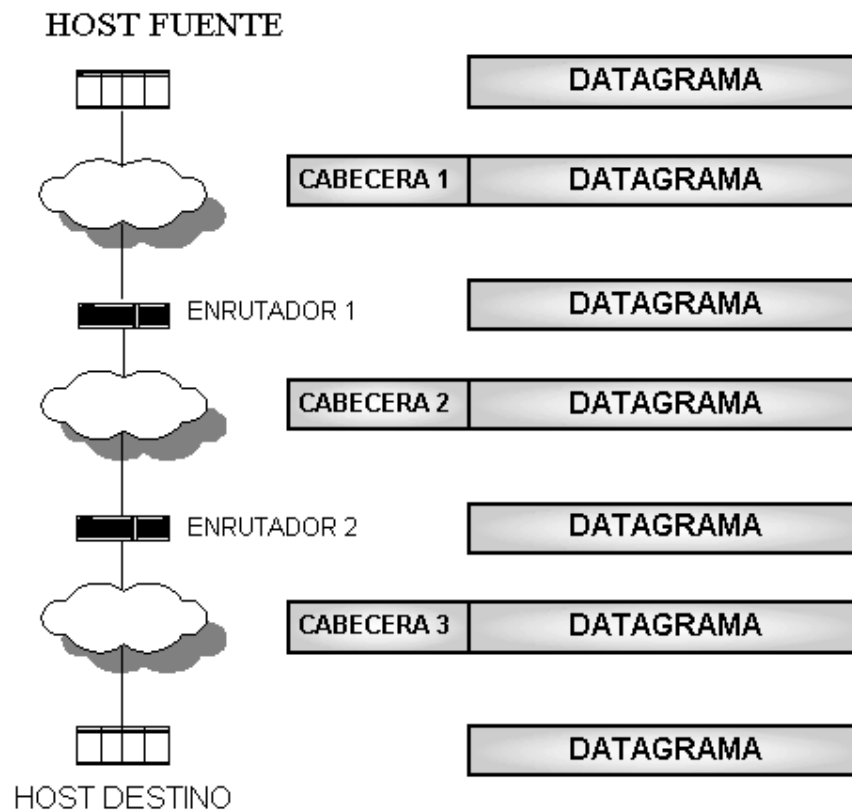 HOST FUENTE
DATAGRAMA
CABECERA 1 DATAGRAMA
ENRUTADOR 1 DATAGRAMA
CABECERA 2 DATAGRAMA
ENRUTADOR 2 DATAGRAMA
CABECERA 3 DATAGRAMA
DATAGRAMA
HOST DESTINO